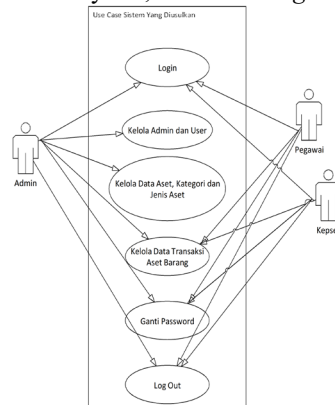 Use Case Sistem Yang Diusulkan
Login
Kelola Admin dan User
Pegawai
Admin
Kelola Data Aset, Kategori dan
Jenis Aset
Kelola Data Transaksi
Aset Barang
Ganti Password
Log Out